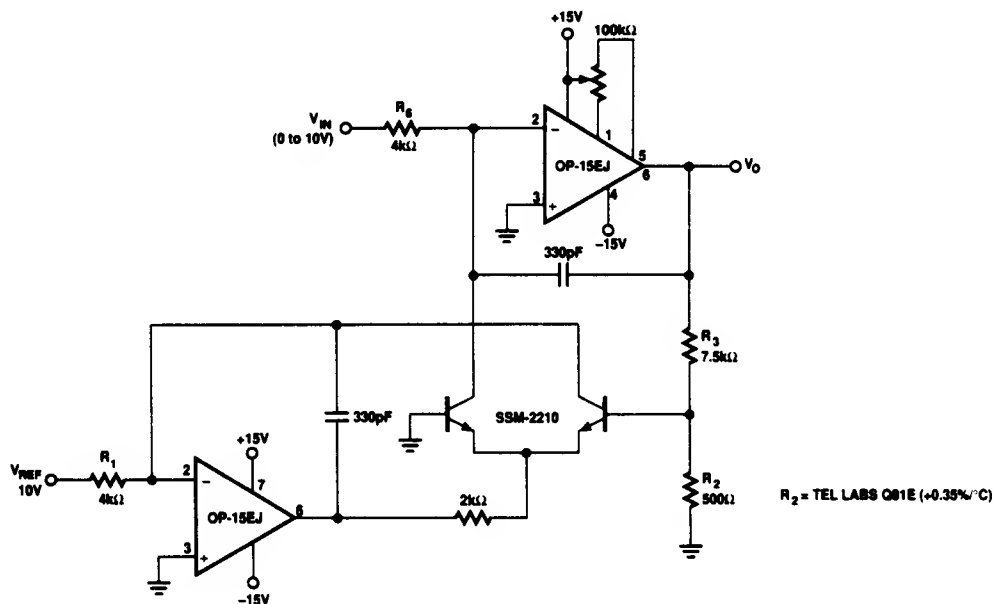 +15V
100kΩ
R6
VIN
(0 to 10V)
4kΩ
2
−
1
OP-15EJ
5
6
VO
3
+
4
−15V
330pF
R3
7.5kΩ
330pF
SSM-2210
+15V
R1
VREF
10V
4kΩ
2
−
7
OP-15EJ
6
2kΩ
R2
500Ω
R2 = TEL LABS Q81E (+0.35%/°C)
3
+
−15V